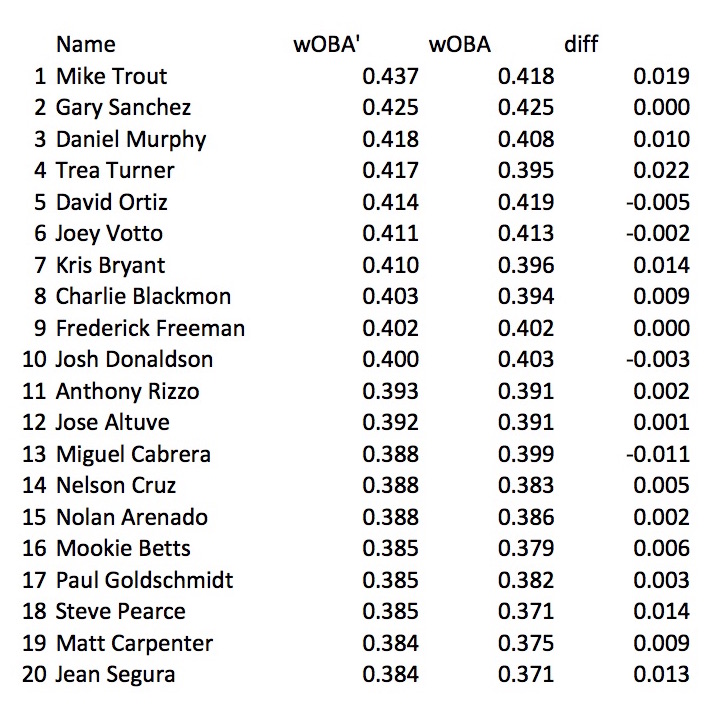 Name wOBA' wOBA diff
1 Mike Trout 0.437 0.418 0.019
2 Gary Sanchez 0.425 0.425 0.000
3 Daniel Murphy 0.418 0.408 0.010
4 Trea Turner 0.417 0.395 0.022
5 David Ortiz 0.414 0.419 -0.005
6 Joey Votto 0.411 0.413 -0.002
7 Kris Bryant 0.410 0.396 0.014
8 Charlie Blackmon 0.403 0.394 0.009
9 Frederick Freeman 0.402 0.402 0.000
10 Josh Donaldson 0.400 0.403 -0.003
11 Anthony Rizzo 0.393 0.391 0.002
12 Jose Altuve 0.392 0.391 0.001
13 Miguel Cabrera 0.388 0.399 -0.011
14 Nelson Cruz 0.388 0.383 0.005
15 Nolan Arenado 0.388 0.386 0.002
16 Mookie Betts 0.385 0.379 0.006
17 Paul Goldschmidt 0.385 0.382 0.003
18 Steve Pearce 0.385 0.371 0.014
19 Matt Carpenter 0.384 0.375 0.009
20 Jean Segura 0.384 0.371 0.013